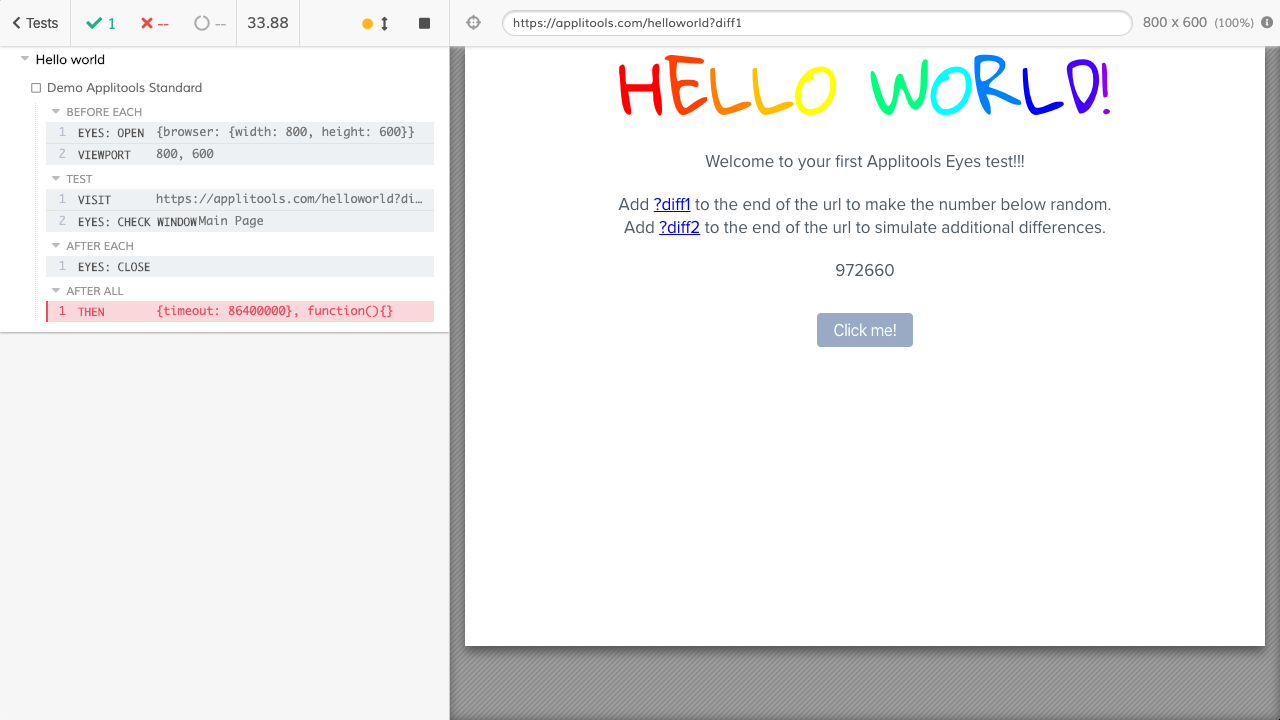 Tests 1 -- -- 33.88
https://applitools.com/helloworld?diff1 800 x 600 (100%)
Hello world
Demo Applitools Standard
BEFORE EACH
1 EYES: OPEN {browser: {width: 800, height: 600}}
2 VIEWPORT 800, 600
TEST
1 VISIT https://applitools.com/helloworld?di...
2 EYES: CHECK WINDOW Main Page
AFTER EACH
1 EYES: CLOSE
AFTER ALL
1 THEN {timeout: 86400000}, function(){}
HELLO WORLD!
Welcome to your first Applitools Eyes test!!!
Add ?diff1 to the end of the url to make the number below random.
Add ?diff2 to the end of the url to simulate additional differences.
972660
Click me!